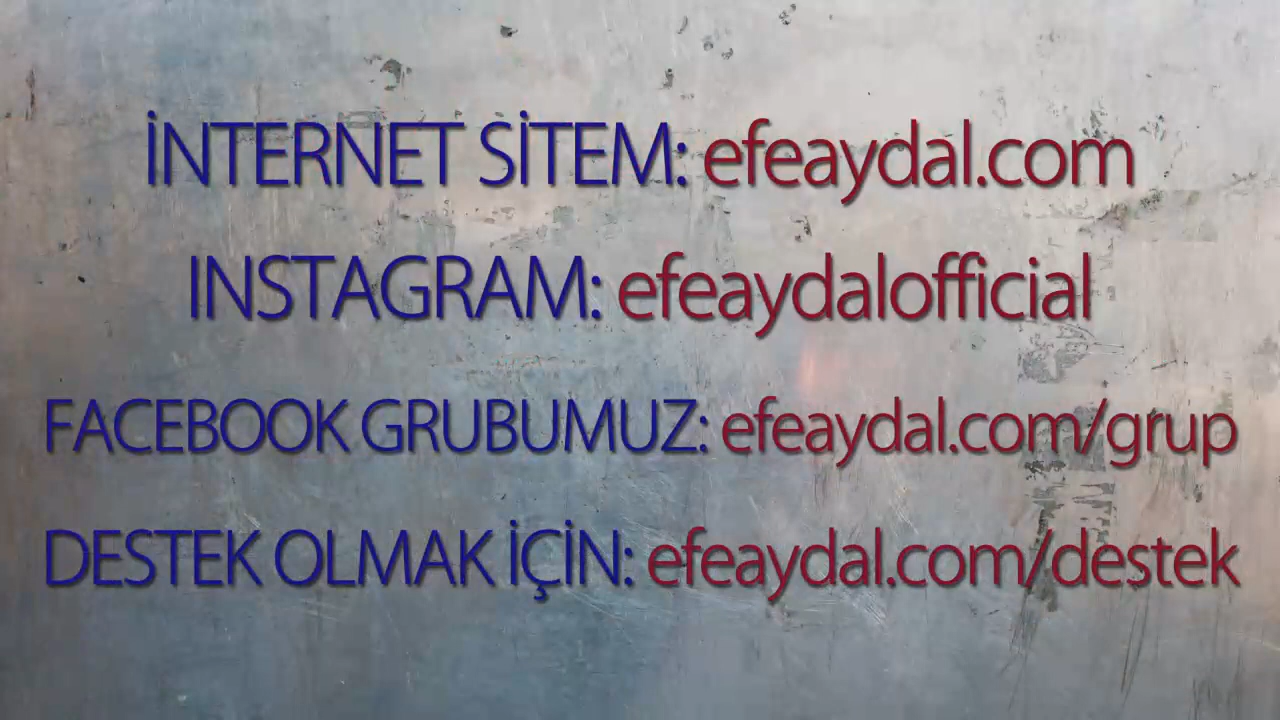 İNTERNET SİTEM: efeaydal.com
INSTAGRAM: efeaydalofficial
FACEBOOK GRUBUMUZ: efeaydal.com/grup
DESTEK OLMAK İÇİN: efeaydal.com/destek